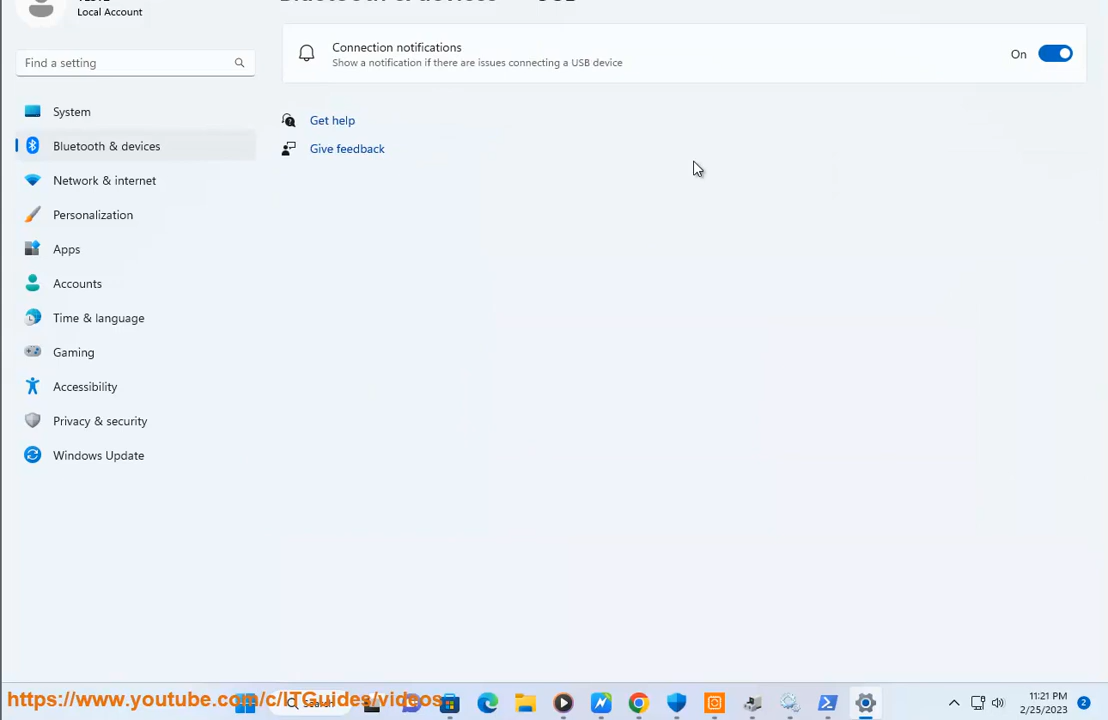 Local Account
Connection notifications
Show a notification if there are issues connecting a USB device
On
Find a setting
Get help
Give feedback
System
Bluetooth & devices
Network & internet
Personalization
Apps
Accounts
Time & language
Gaming
Accessibility
Privacy & security
Windows Update
https://www.youtube.com/c/ITGuides/videos
Search
11:21 PM
2/25/2023
2